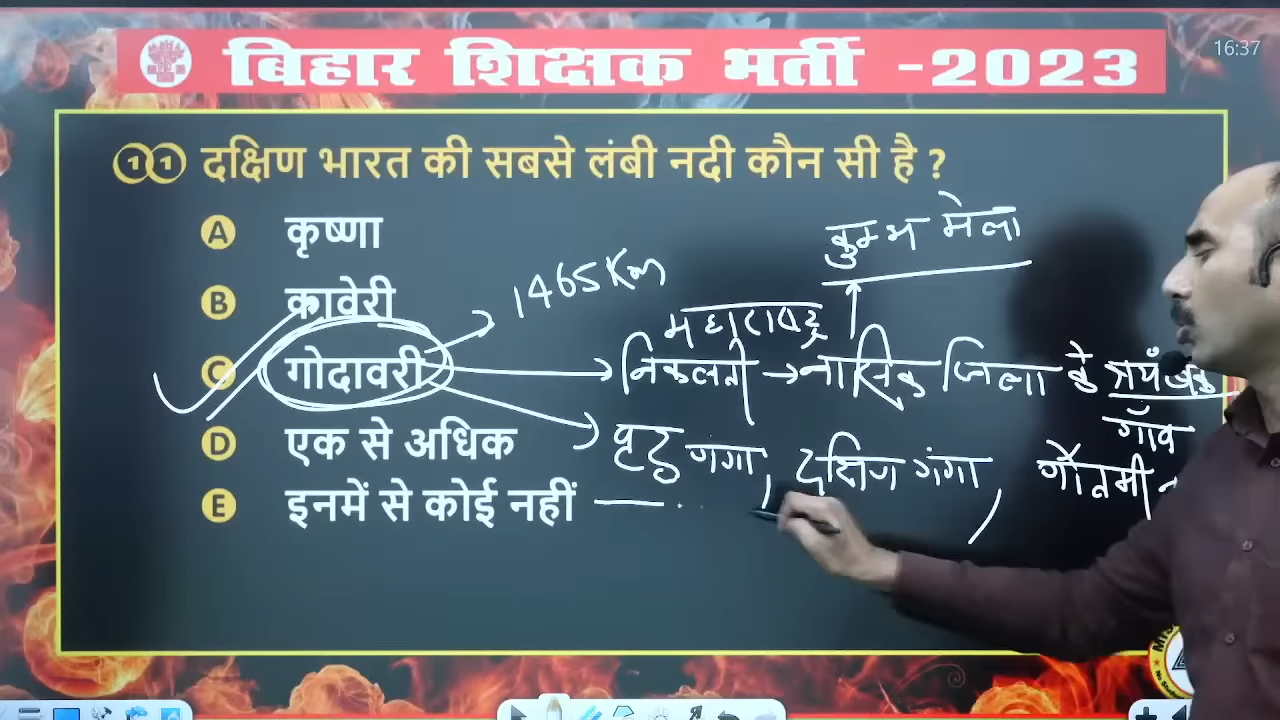 16:37
बिहार शिक्षक भर्ती -2023
11 दक्षिण भारत की सबसे लंबी नदी कौन सी है ?
A कृष्णा
B कावेरी
C गोदावरी
D एक से अधिक
E इनमें से कोई नहीं
कुम्भ मेला
1465 Km
महाराष्ट्र
निकलती → नासिक जिला के
गाँव
गंगा, दक्षिण गंगा, गौतमी